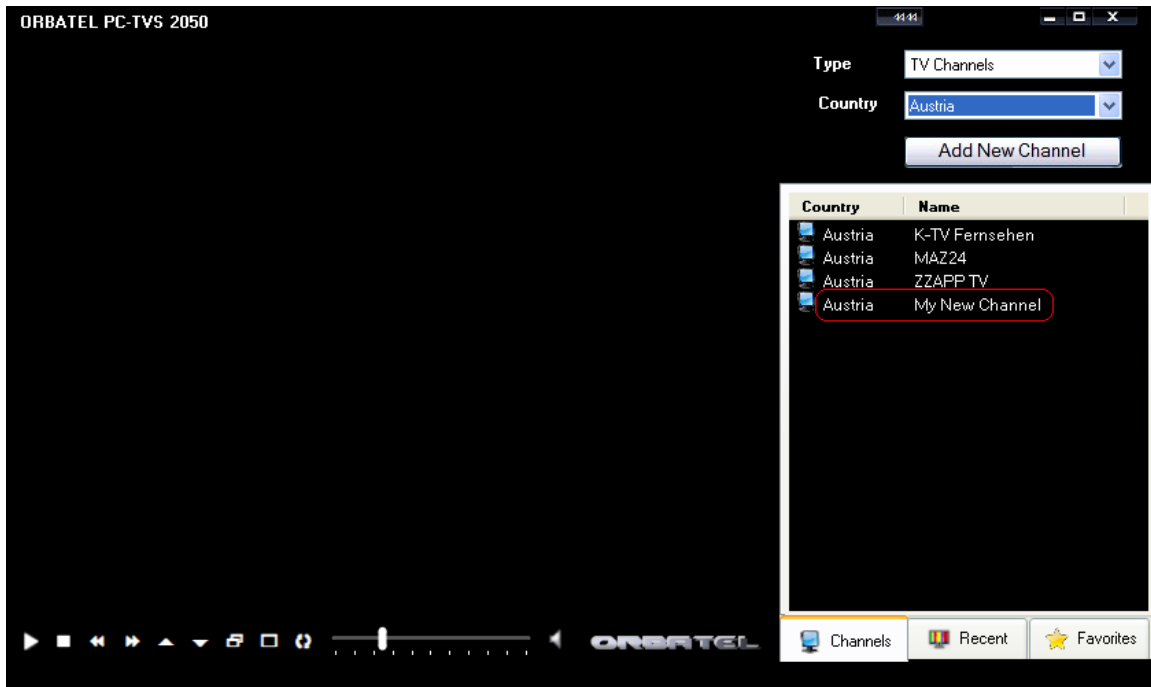 ORBATEL PC-TVS 2050
Type TV Channels
Country Austria
Add New Channel
Country Name
Austria K-TV Fernsehen
Austria MAZ24
Austria ZZAPP TV
Austria My New Channel
ORBATEL
Channels Recent Favorites